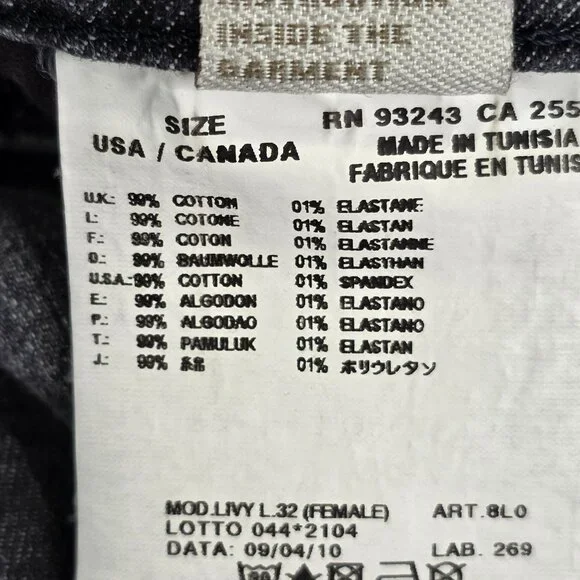 INSIDE THE
GARMENT
SIZE
USA / CANADA
RN 93243 CA 255
MADE IN TUNISIA
FABRIQUE EN TUNIS
U.K.: 99% COTTON 01% ELASTANE
I.: 99% COTONE 01% ELASTAN
F.: 99% COTON 01% ELASTANNE
D.: 99% BAUMWOLLE 01% ELASTHAN
U.S.A.: 99% COTTON 01% SPANDEX
E.: 99% ALGODON 01% ELASTANO
P.: 99% ALGODAO 01% ELASTANO
T.: 99% PAMULUK 01% ELASTAN
J.: 99% 綿 01% ポリウレタン
MOD.LIVY L.32 (FEMALE) ART.8L0
LOTTO 044*2104
DATA: 09/04/10 LAB. 269